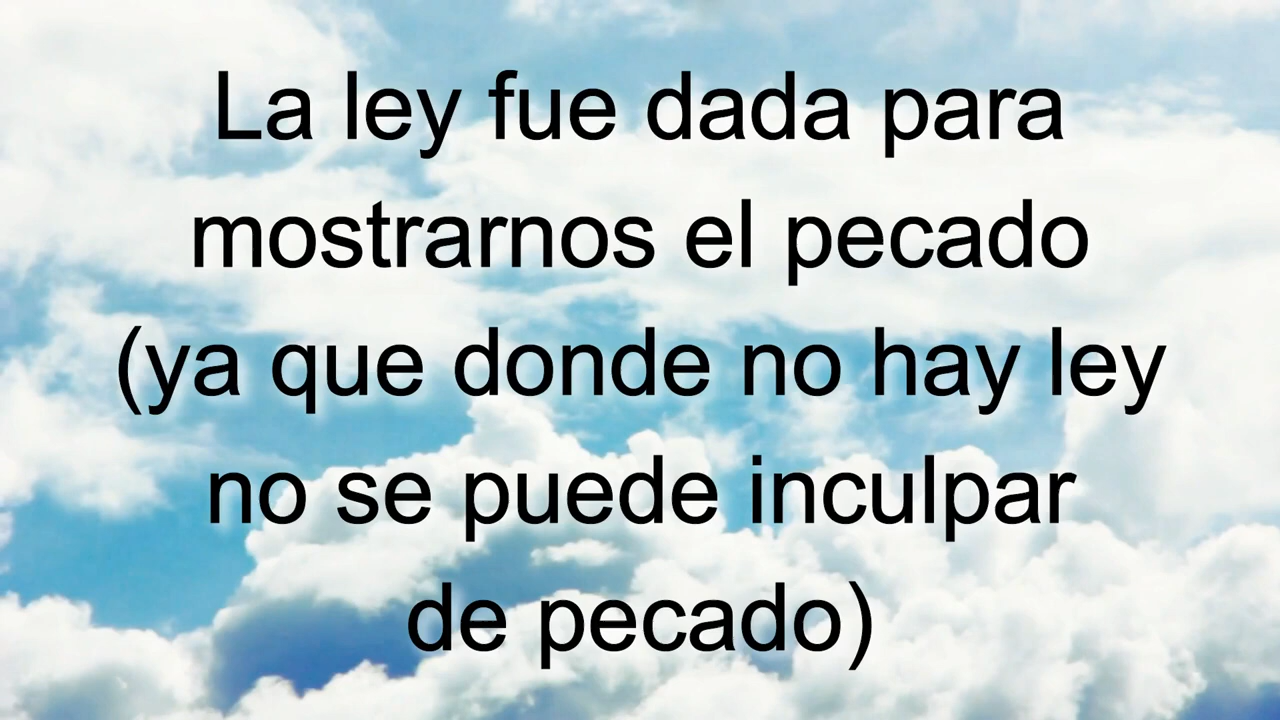 La ley fue dada para
mostrarnos el pecado
(ya que donde no hay ley
no se puede inculpar
de pecado)